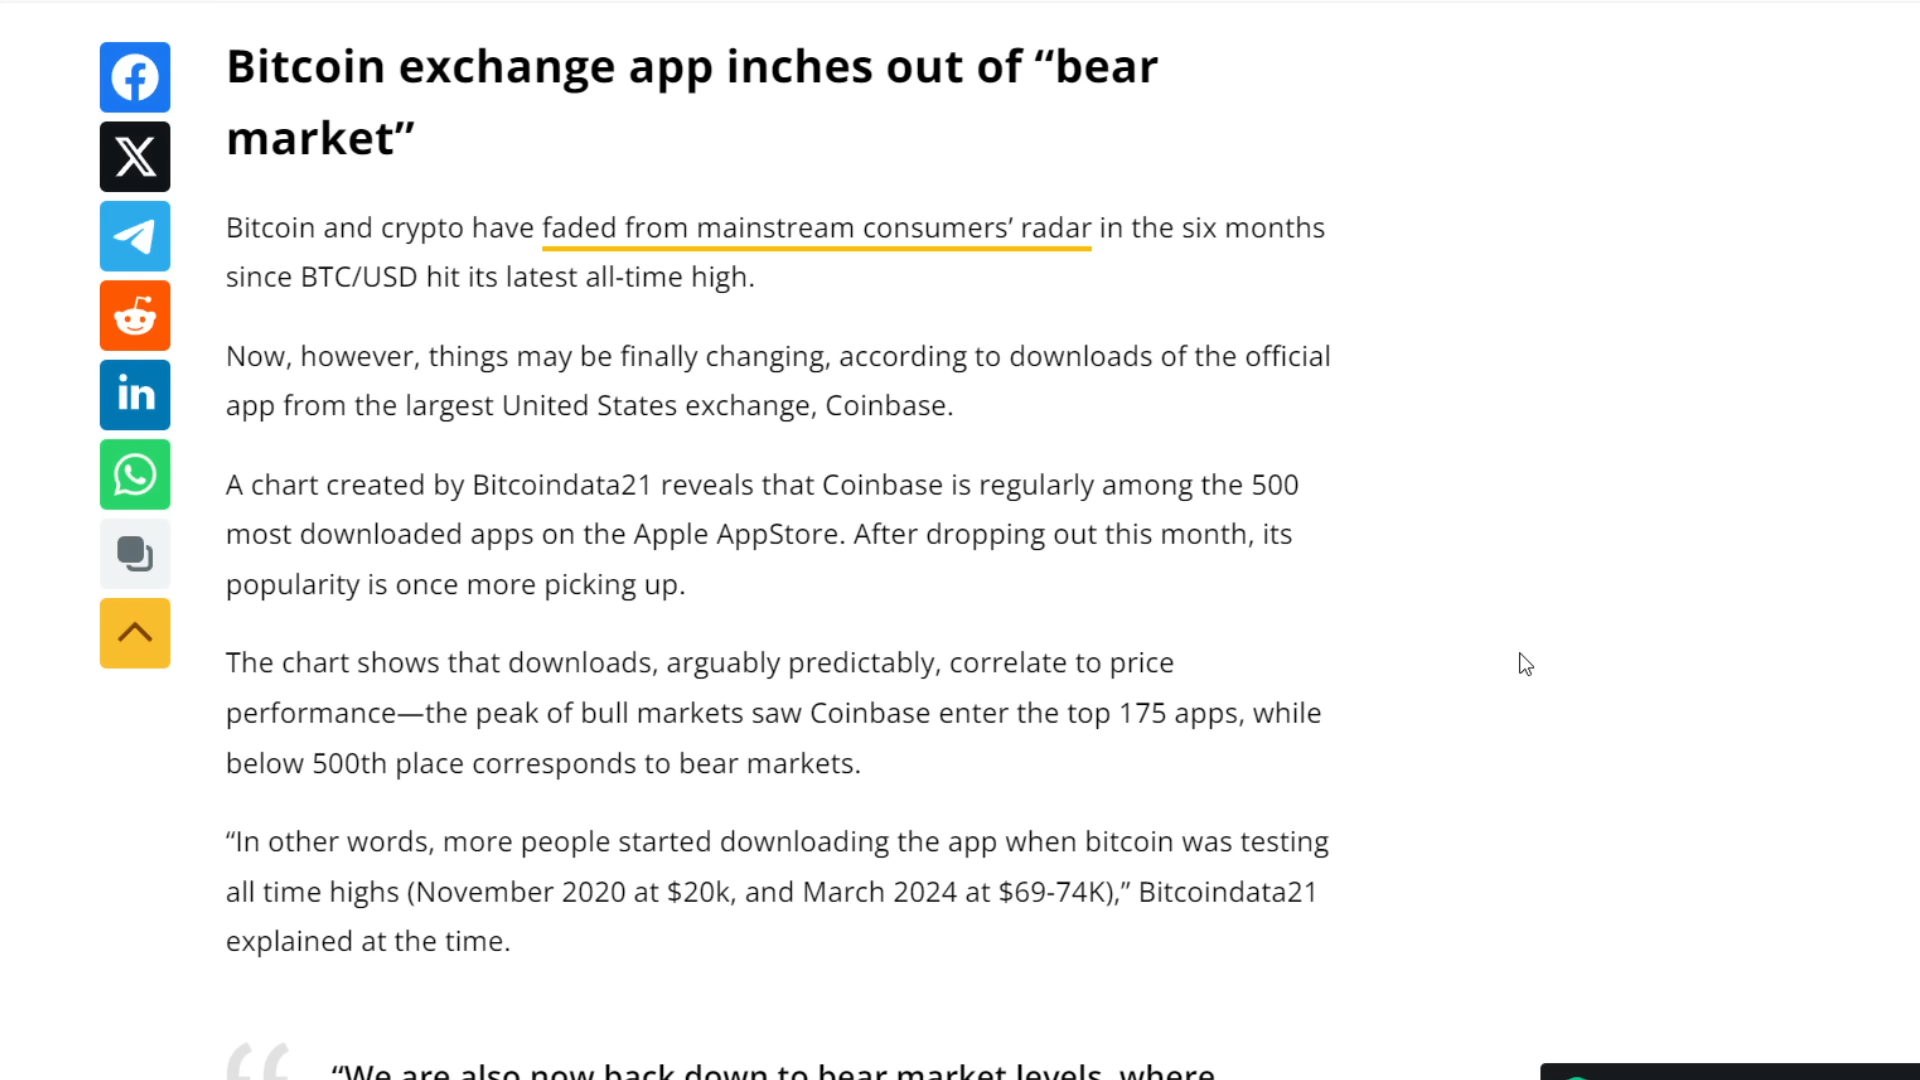 Bitcoin exchange app inches out of “bear
market”
Bitcoin and crypto have faded from mainstream consumers’ radar in the six months
since BTC/USD hit its latest all-time high.
Now, however, things may be finally changing, according to downloads of the official
app from the largest United States exchange, Coinbase.
A chart created by Bitcoindata21 reveals that Coinbase is regularly among the 500
most downloaded apps on the Apple AppStore. After dropping out this month, its
popularity is once more picking up.
The chart shows that downloads, arguably predictably, correlate to price
performance—the peak of bull markets saw Coinbase enter the top 175 apps, while
below 500th place corresponds to bear markets.
“In other words, more people started downloading the app when bitcoin was testing
all time highs (November 2020 at $20k, and March 2024 at $69-74K),” Bitcoindata21
explained at the time.
“We are also now back down to bear market levels, where